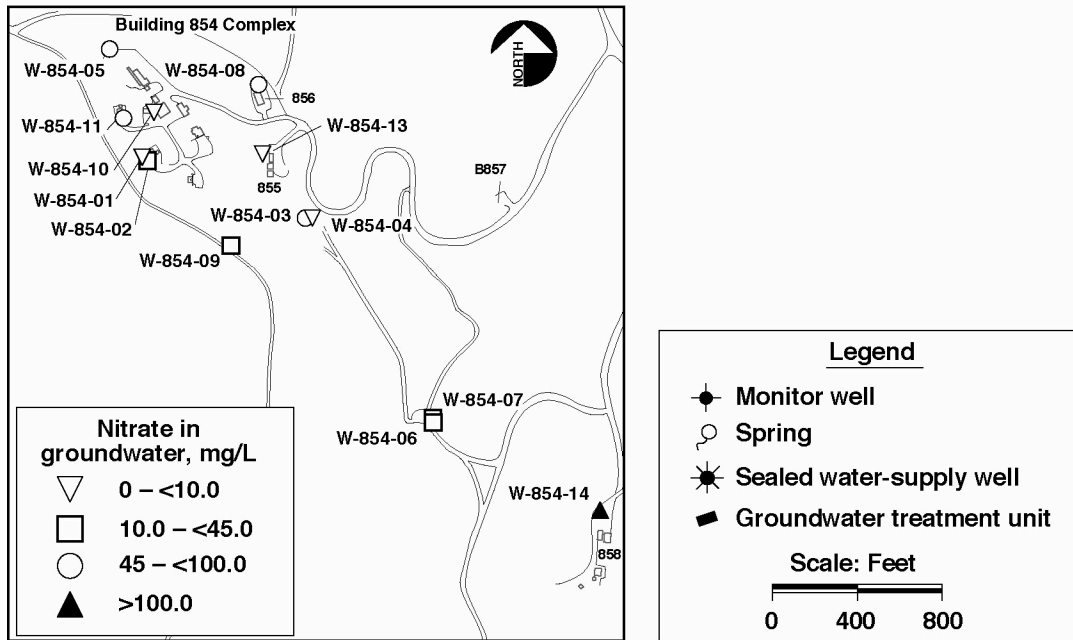 Building 854 Complex
W-854-05
W-854-08
NORTH
856
W-854-11
W-854-13
W-854-10
B857
W-854-01
855
W-854-02
W-854-03
W-854-04
W-854-09
W-854-07
W-854-06
W-854-14
858
Nitrate in
groundwater, mg/L
0 – <10.0
10.0 – <45.0
45 – <100.0
>100.0
Legend
Monitor well
Spring
Sealed water-supply well
Groundwater treatment unit
Scale: Feet
0 400 800